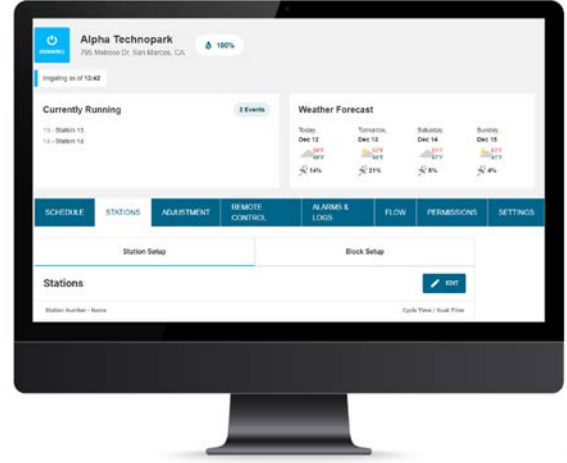 RUNNING
Alpha Technopark
785 Melrose Dr, San Marcos, CA
100%
Irrigating as of 13:42
Currently Running
2 Events
13 - Station 13
14 - Station 14
Weather Forecast
Today, Dec 12
Tomorrow, Dec 13
Saturday, Dec 14
Sunday, Dec 15
14%
21%
5%
4%
SCHEDULE
STATIONS
ADJUSTMENT
REMOTE CONTROL
ALARMS & LOGS
FLOW
PERMISSIONS
SETTINGS
Station Setup
Block Setup
Stations
EDIT
Station Number - Name
Cycle Time / Soak Time